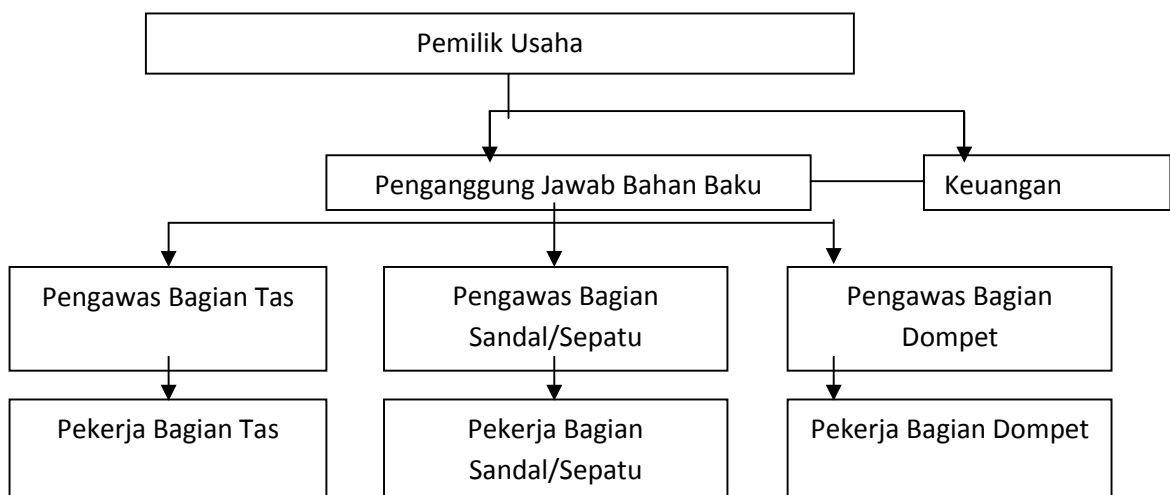 Pemilik Usaha
Penganggung Jawab Bahan Baku
Keuangan
Pengawas Bagian Tas
Pengawas Bagian
Sandal/Sepatu
Pengawas Bagian
Dompet
Pekerja Bagian Tas
Pekerja Bagian
Sandal/Sepatu
Pekerja Bagian Dompet